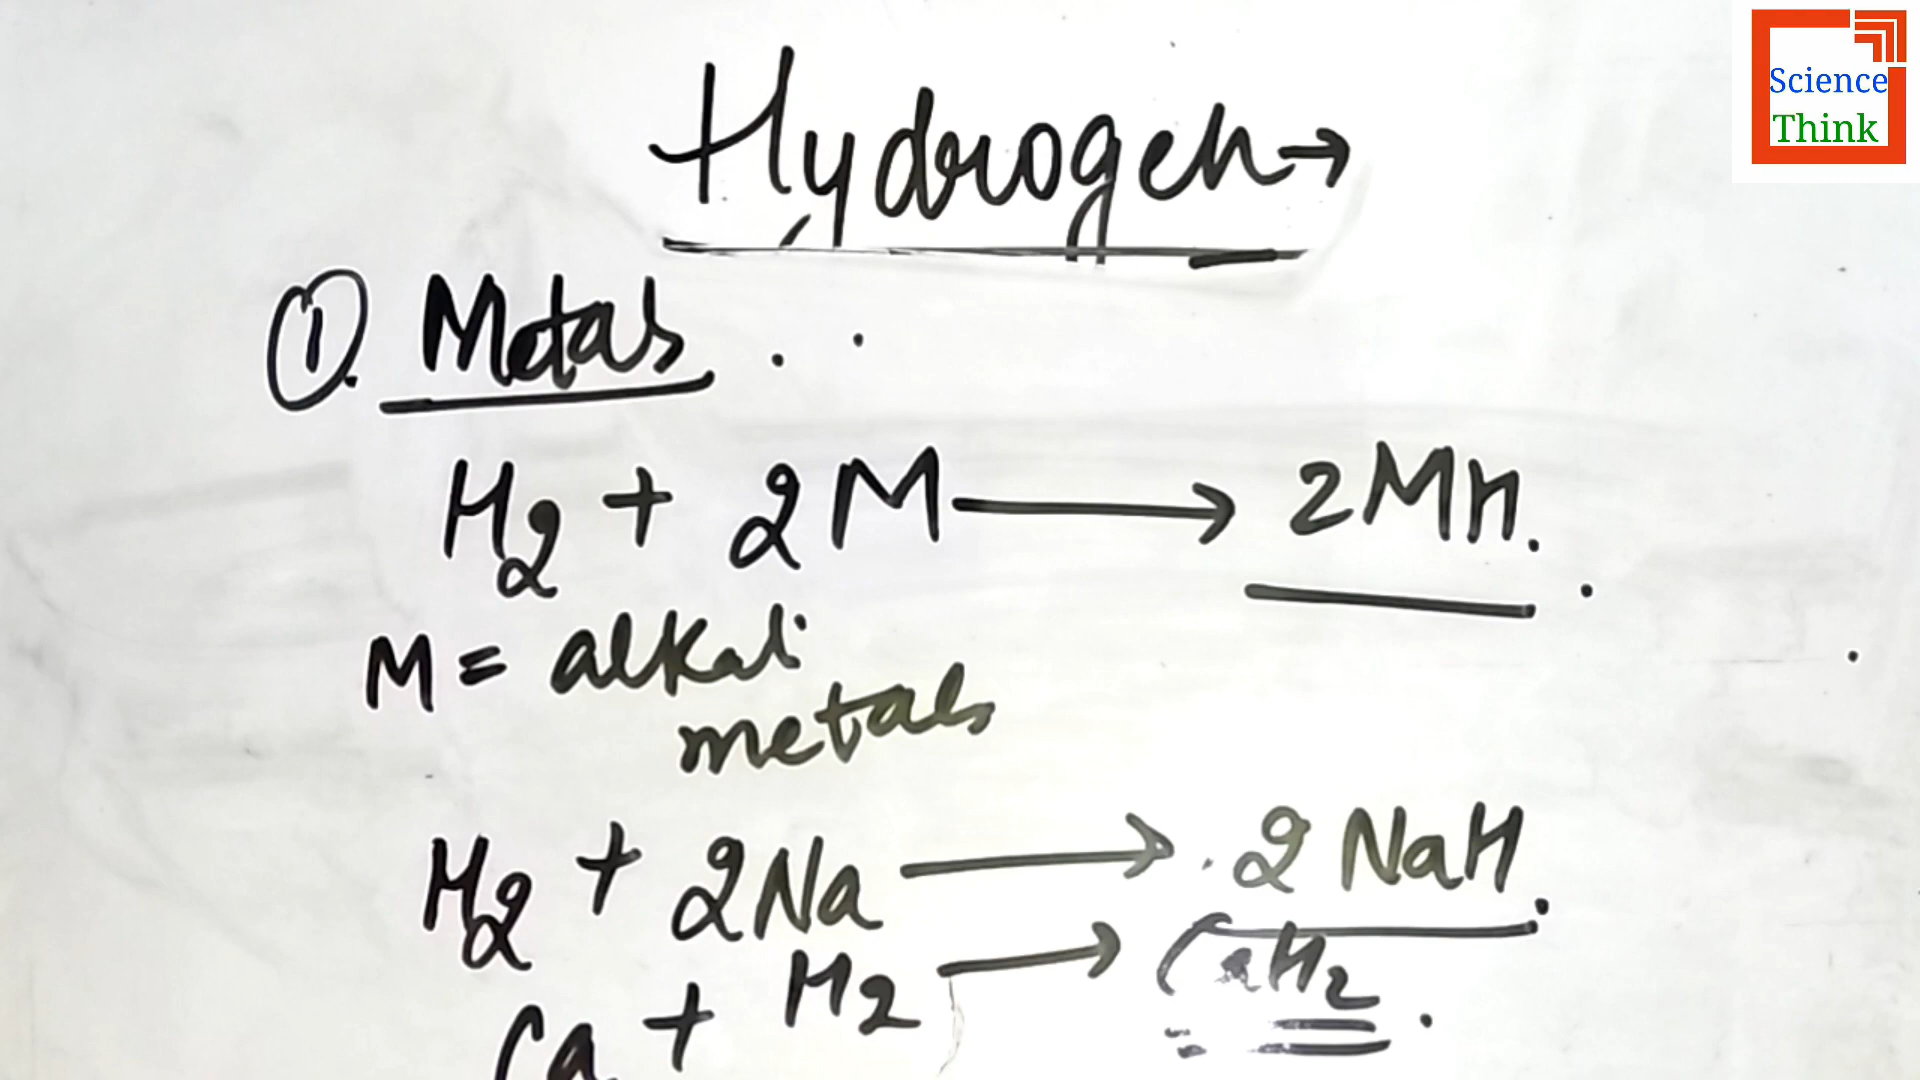 Hydrogen →
Science
Think
①. Metals
H₂ + 2M ⟶ 2MH.
M = alkali
metals
H₂ + 2Na ⟶ 2NaH.
Ca + H₂ ⟶ CaH₂.